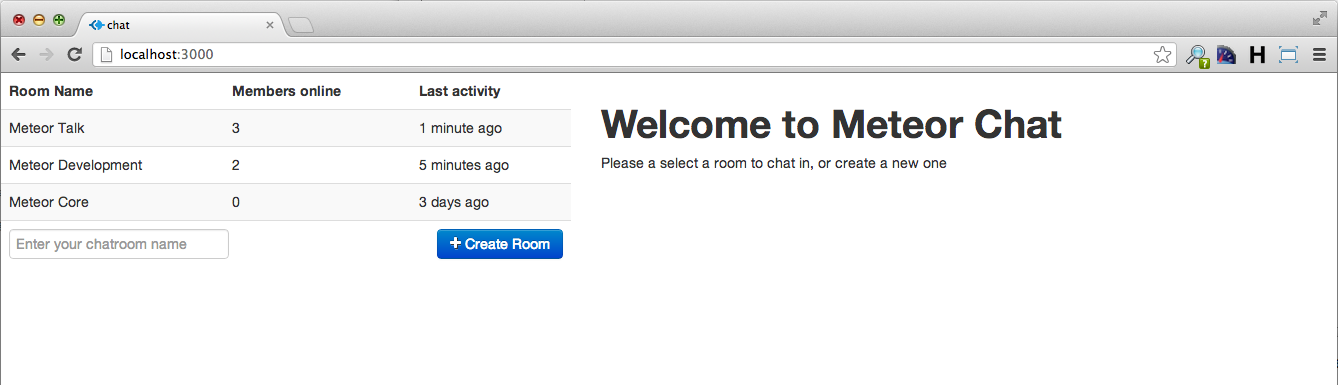 chat
localhost:3000
H
Room Name Members online Last activity
Meteor Talk 3 1 minute ago
Meteor Development 2 5 minutes ago
Meteor Core 0 3 days ago
Enter your chatroom name + Create Room
Welcome to Meteor Chat
Please a select a room to chat in, or create a new one